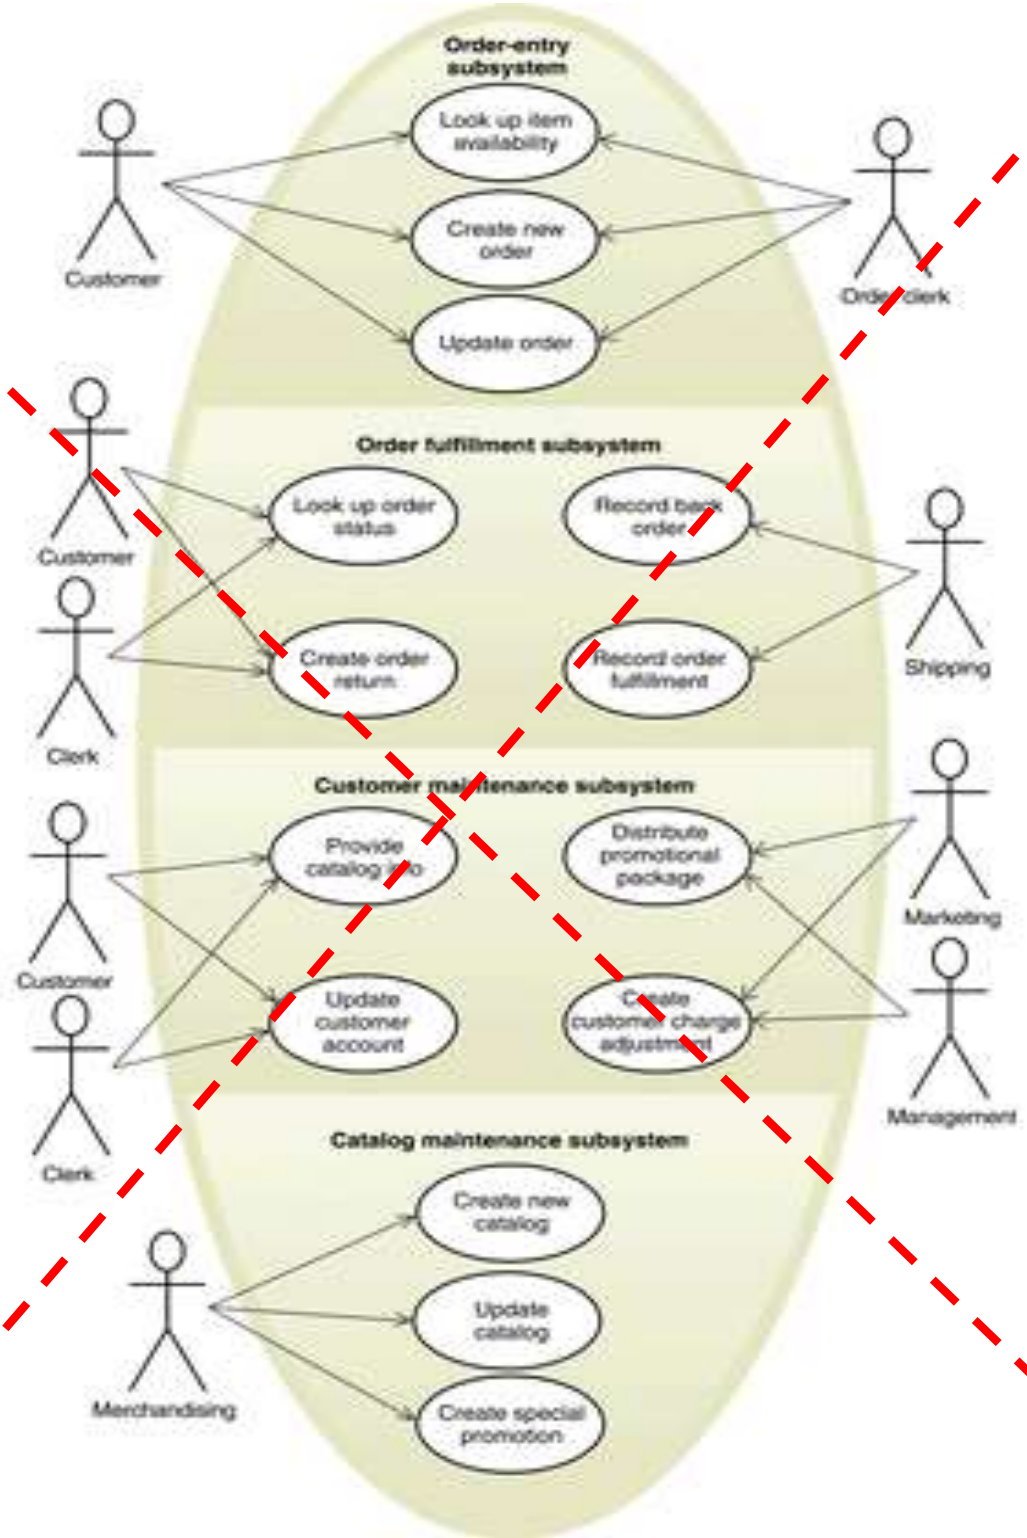 Order-entry
subsystem
Look up item
availability
Create new
order
Customer
Order clerk
Update order
Order fulfillment subsystem
Look up order
status
Record back
order
Customer
Create order
return
Record order
fulfillment
Shipping
Clerk
Customer maintenance subsystem
Provide
catalog info
Distribute
promotional
package
Marketing
Customer
Update
customer
account
Create
customer charge
adjustment
Management
Clerk
Catalog maintenance subsystem
Create new
catalog
Update
catalog
Merchandising
Create special
promotion